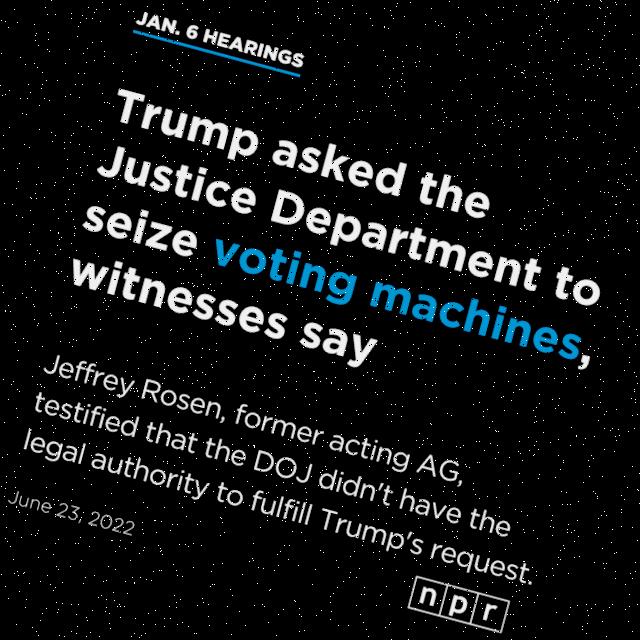 JAN. 6 HEARINGS
Trump asked the
Justice Department to
seize voting machines,
witnesses say
Jeffrey Rosen, former acting AG,
testified that the DOJ didn't have the
legal authority to fulfill Trump's request.
June 23, 2022
npr